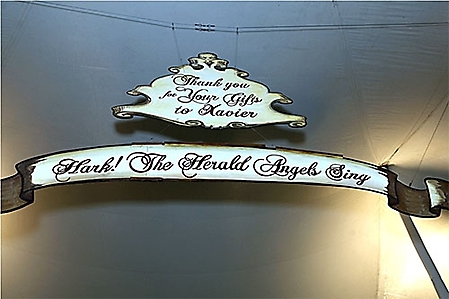 Thank you
for Your Gifts
to Xavier
Hark! The Herald Angels Sing